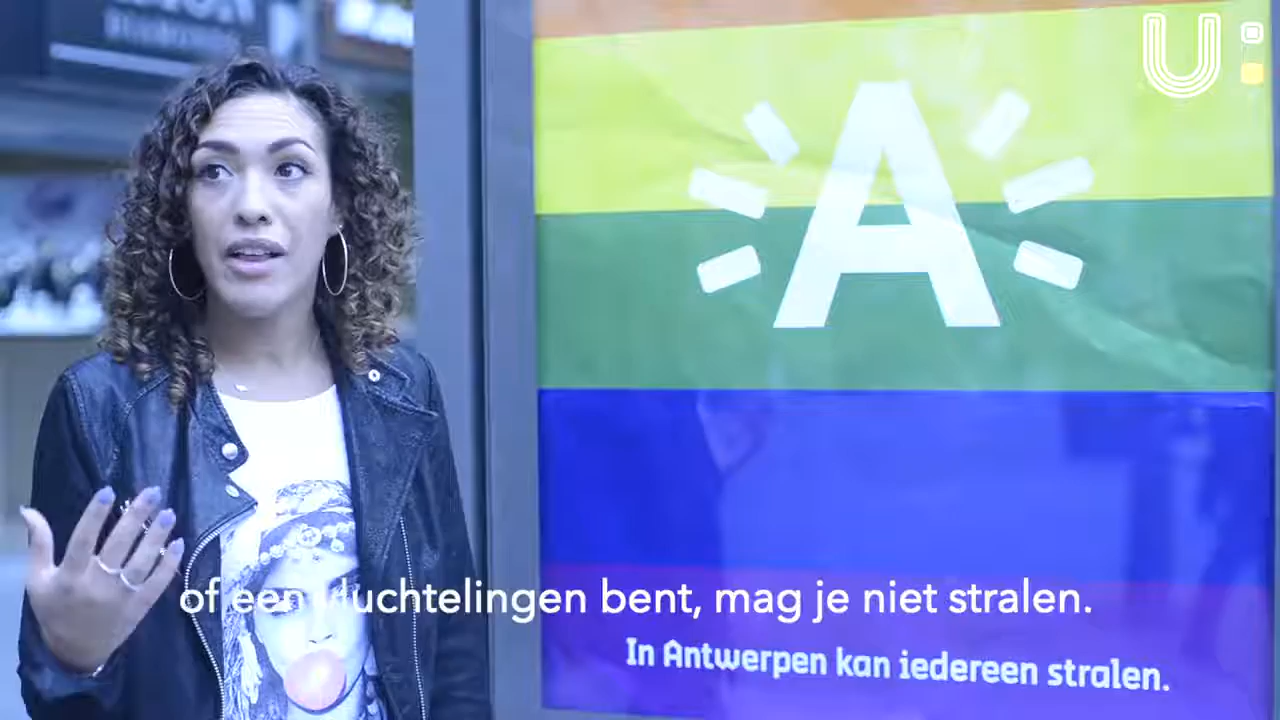 U
A
of een vluchtelingen bent, mag je niet stralen.
In Antwerpen kan iedereen stralen.